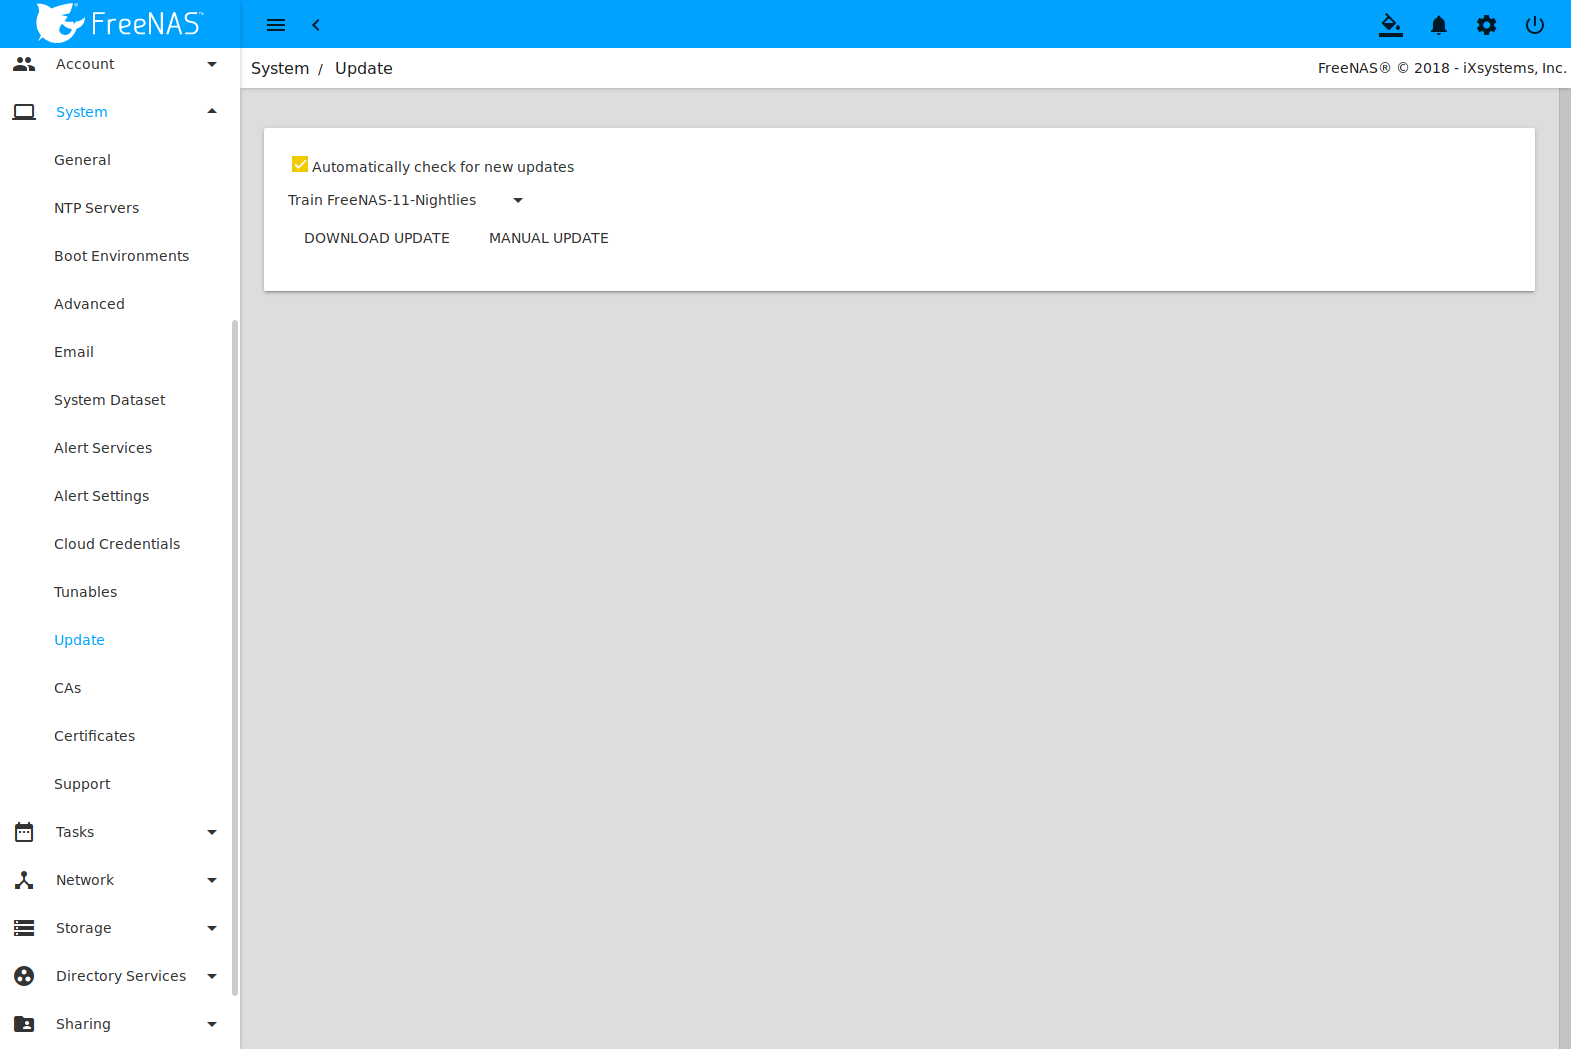 FreeNAS™
System / Update
FreeNAS® © 2018 - iXsystems, Inc.
Account
System
General
NTP Servers
Boot Environments
Advanced
Email
System Dataset
Alert Services
Alert Settings
Cloud Credentials
Tunables
Update
CAs
Certificates
Support
Tasks
Network
Storage
Directory Services
Sharing
Automatically check for new updates
Train FreeNAS-11-Nightlies
DOWNLOAD UPDATE MANUAL UPDATE